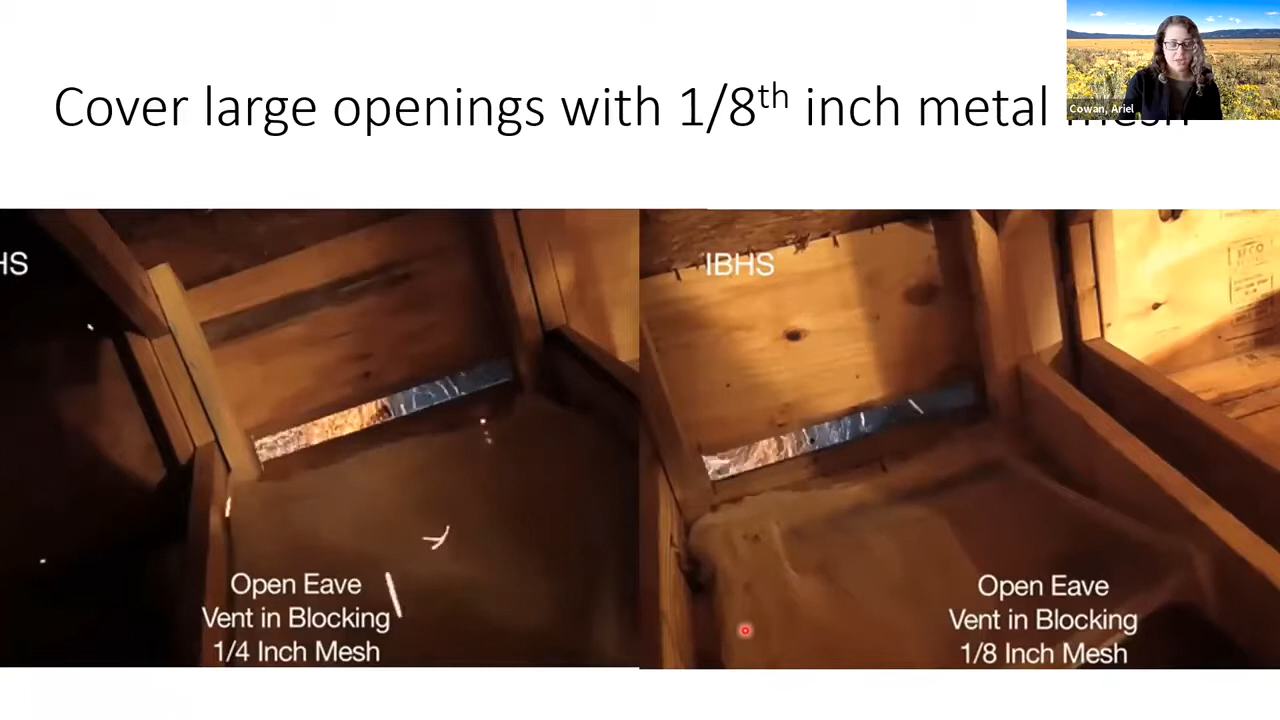 Cover large openings with 1/8th inch metal mesh
Cowan, Ariel
HS
IBHS
Open Eave
Vent in Blocking
1/4 Inch Mesh
Open Eave
Vent in Blocking
1/8 Inch Mesh